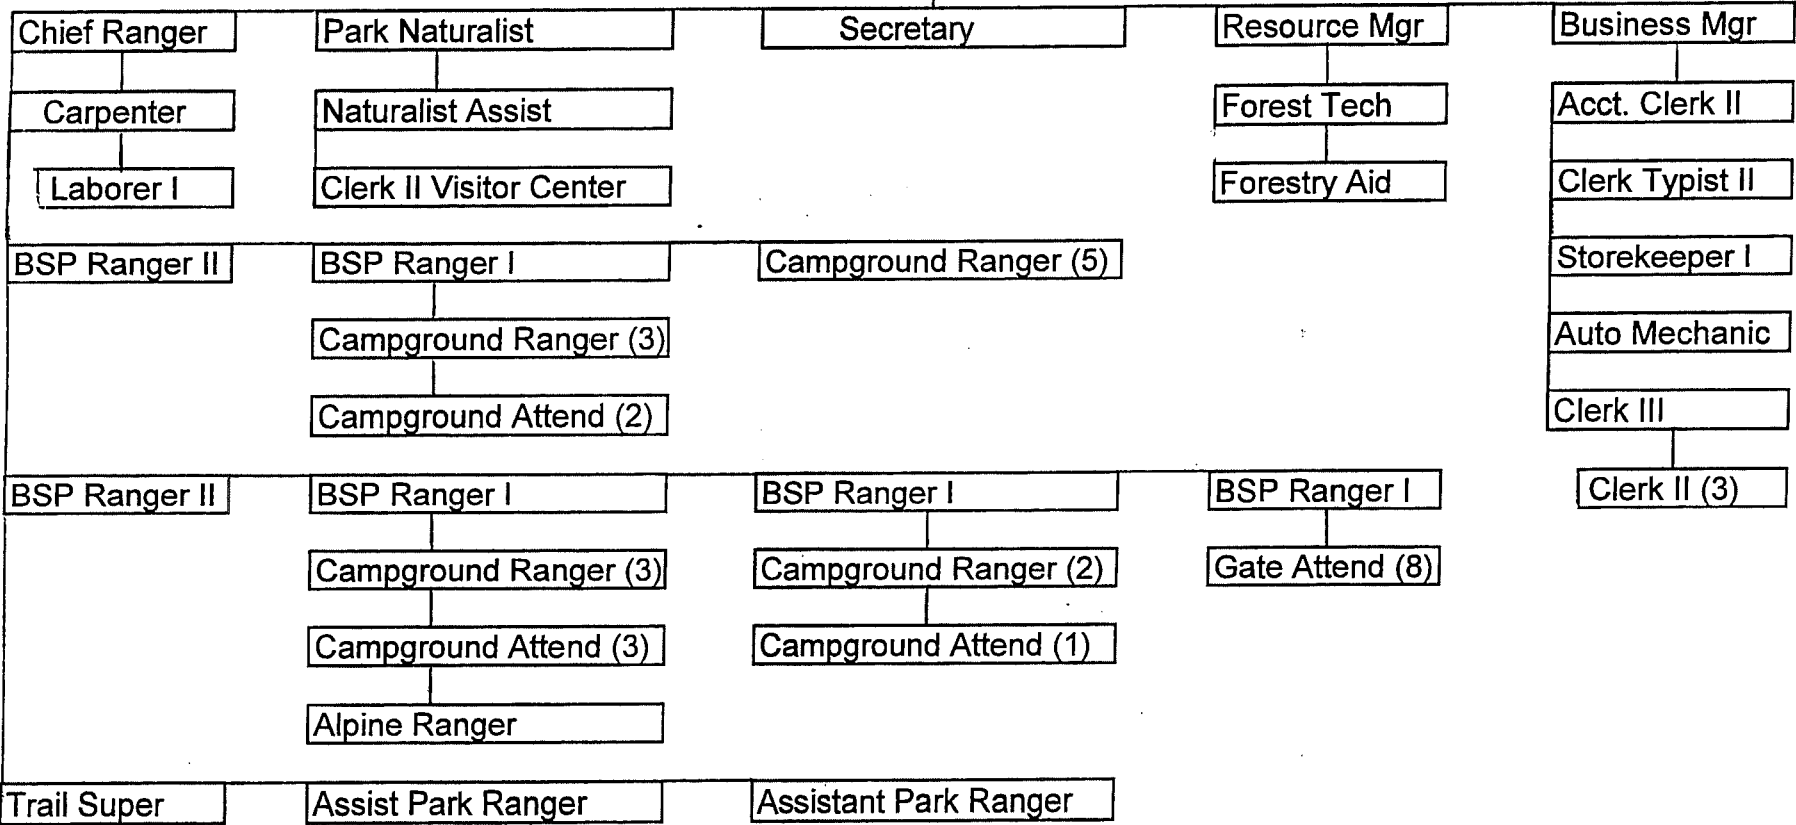 Chief Ranger
Park Naturalist
Secretary
Resource Mgr
Business Mgr
Carpenter
Naturalist Assist
Forest Tech
Acct. Clerk II
Laborer I
Clerk II Visitor Center
Forestry Aid
Clerk Typist II
BSP Ranger II
BSP Ranger I
Campground Ranger (5)
Storekeeper I
Campground Ranger (3)
Auto Mechanic
Campground Attend (2)
Clerk III
BSP Ranger II
BSP Ranger I
BSP Ranger I
BSP Ranger I
Clerk II (3)
Campground Ranger (3)
Campground Ranger (2)
Gate Attend (8)
Campground Attend (3)
Campground Attend (1)
Alpine Ranger
Trail Super
Assist Park Ranger
Assistant Park Ranger